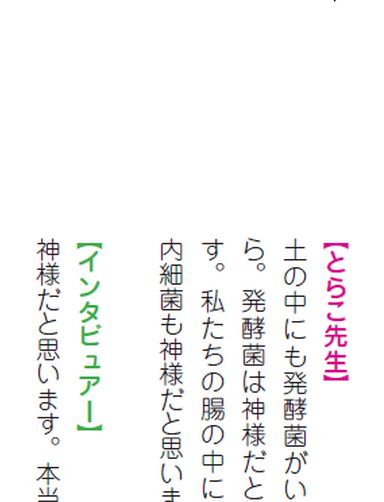 【とらこ先生】
土の中にも発酵菌がい
ら。発酵菌は神様だと
す。私たちの腸の中に
内細菌も神様だと思いま
【インタビュアー】
神様だと思います。本当